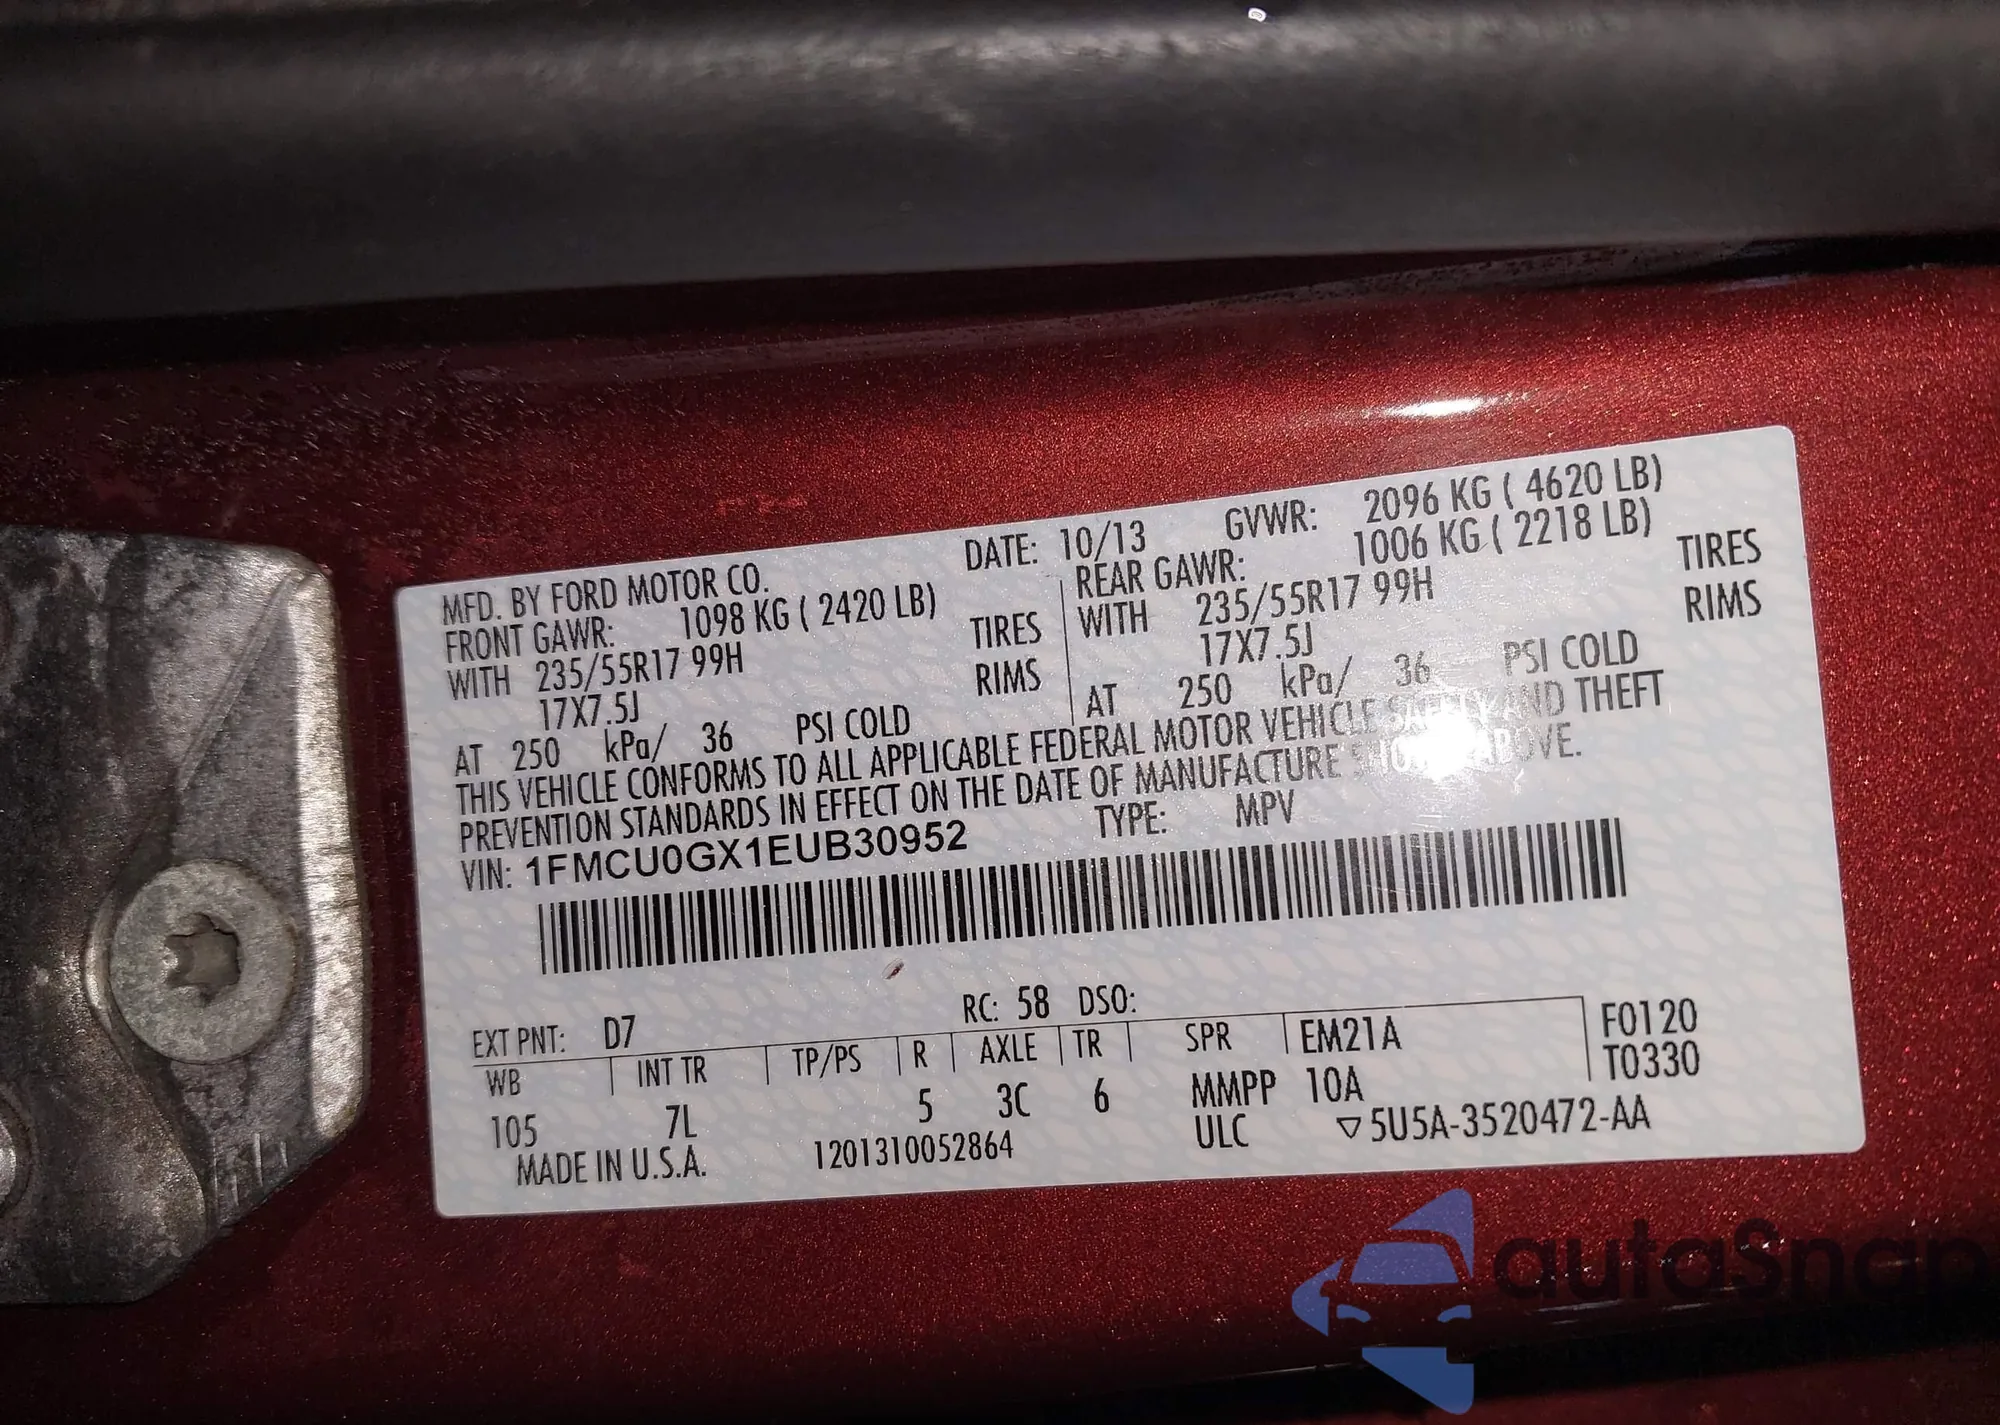 MFD. BY FORD MOTOR CO. DATE: 10/13 GVWR: 2096 KG ( 4620 LB)
FRONT GAWR: 1098 KG ( 2420 LB) REAR GAWR: 1006 KG ( 2218 LB)
WITH 235/55R17 99H TIRES WITH 235/55R17 99H TIRES
17X7.5J RIMS 17X7.5J RIMS
AT 250 kPa/ 36 PSI COLD AT 250 kPa/ 36 PSI COLD
THIS VEHICLE CONFORMS TO ALL APPLICABLE FEDERAL MOTOR VEHICLE SAFETY AND THEFT
PREVENTION STANDARDS IN EFFECT ON THE DATE OF MANUFACTURE SHOWN ABOVE.
VIN: 1FMCU0GX1EUB30952 TYPE: MPV
EXT PNT: D7 RC: 58 DSO:
WB INT TR TP/PS R AXLE TR SPR EM21A F0120
105 7L 5 3C 6 MMPP 10A T0330
MADE IN U.S.A. 1201310052864 ULC ▽5U5A-3520472-AA
autoSnap